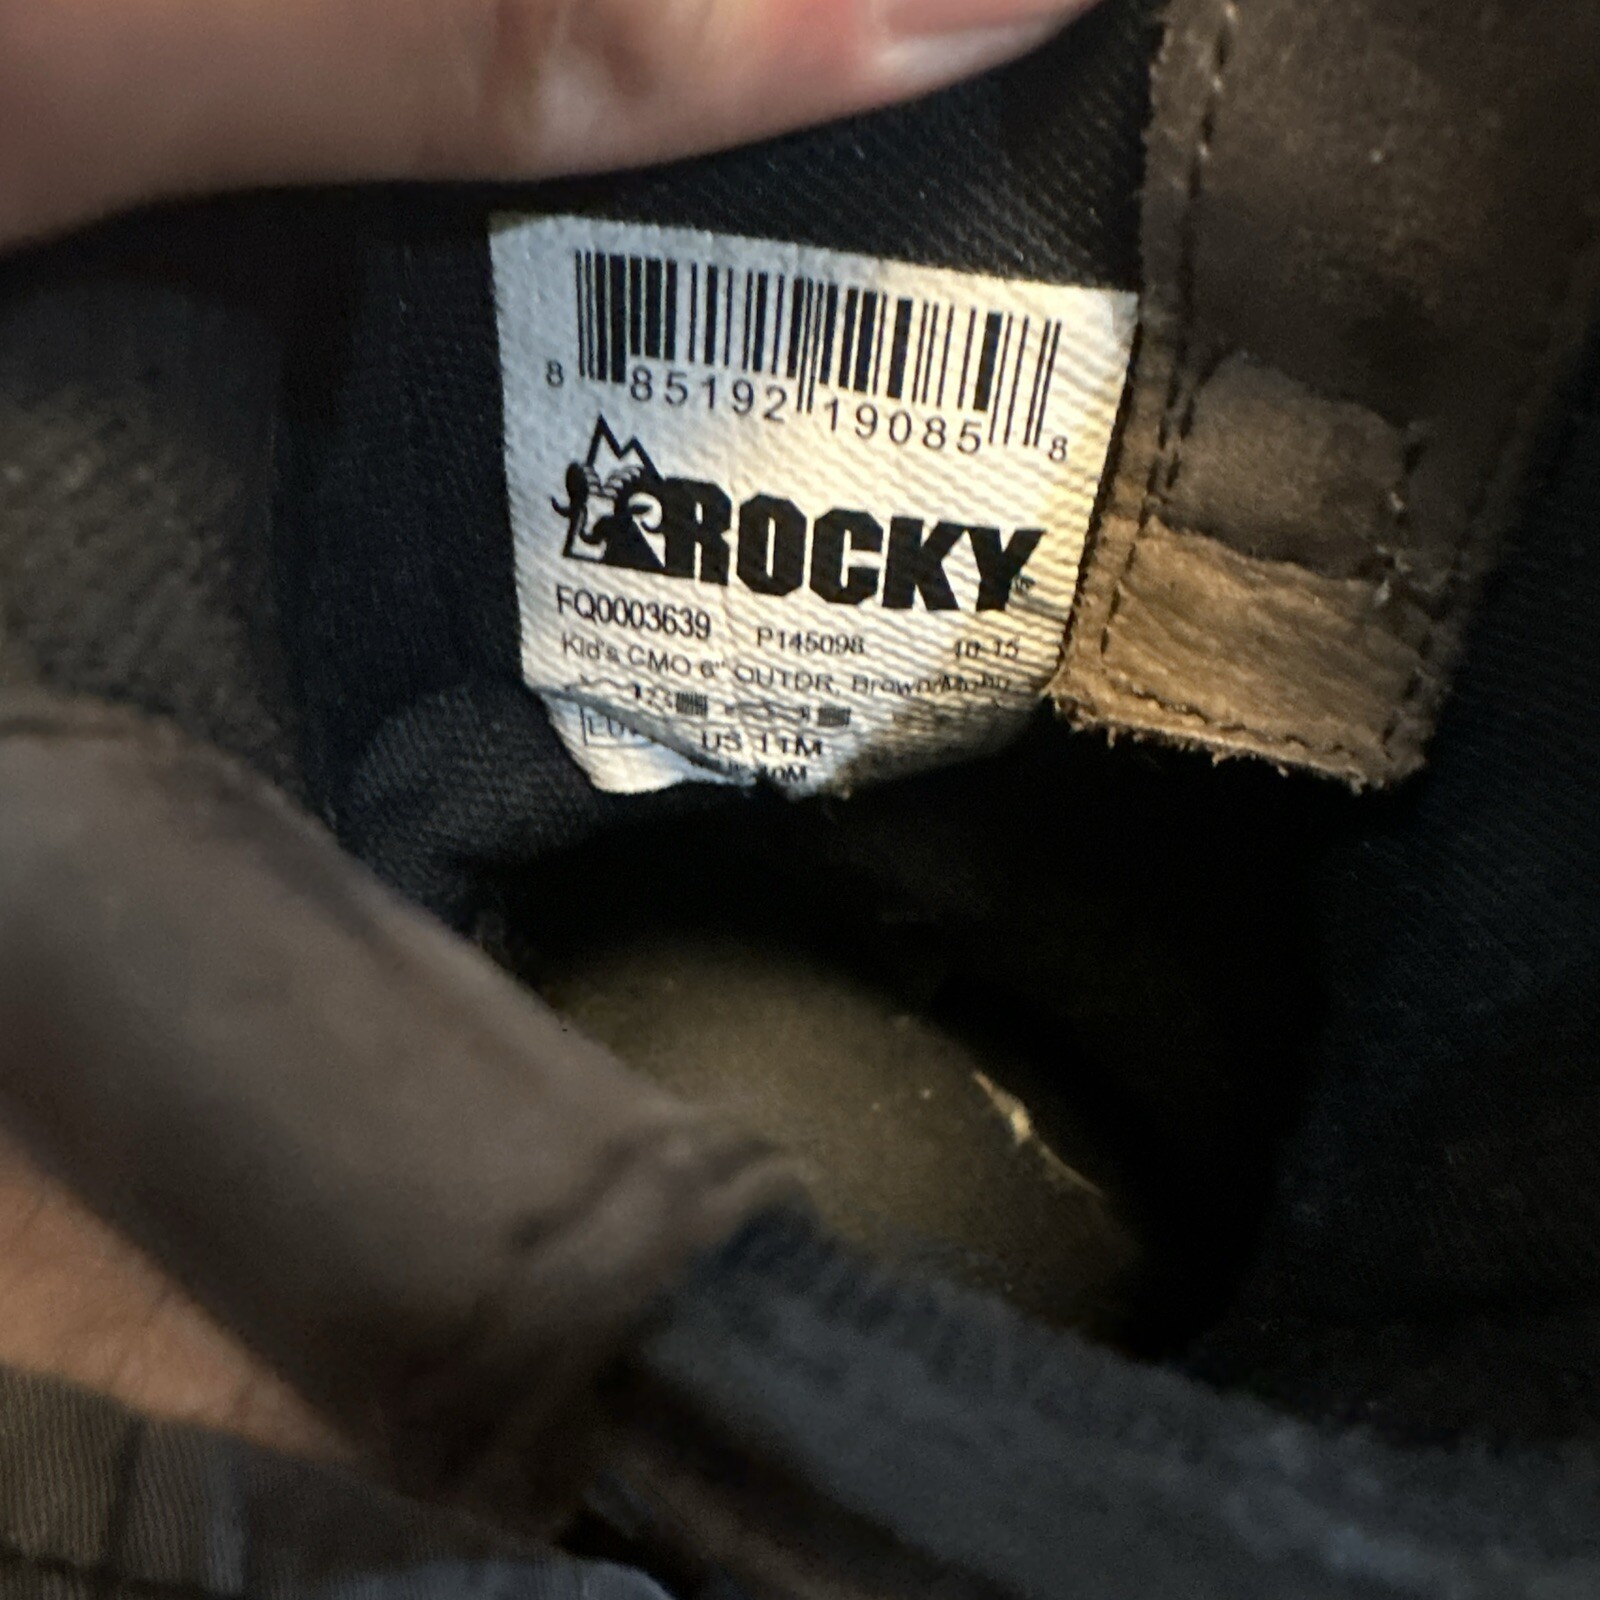 8 85192 19085 8
ROCKY
FQ0003639 P145098 10-15
Kid's CMO 6" OUTDR, Brown/
US 11M